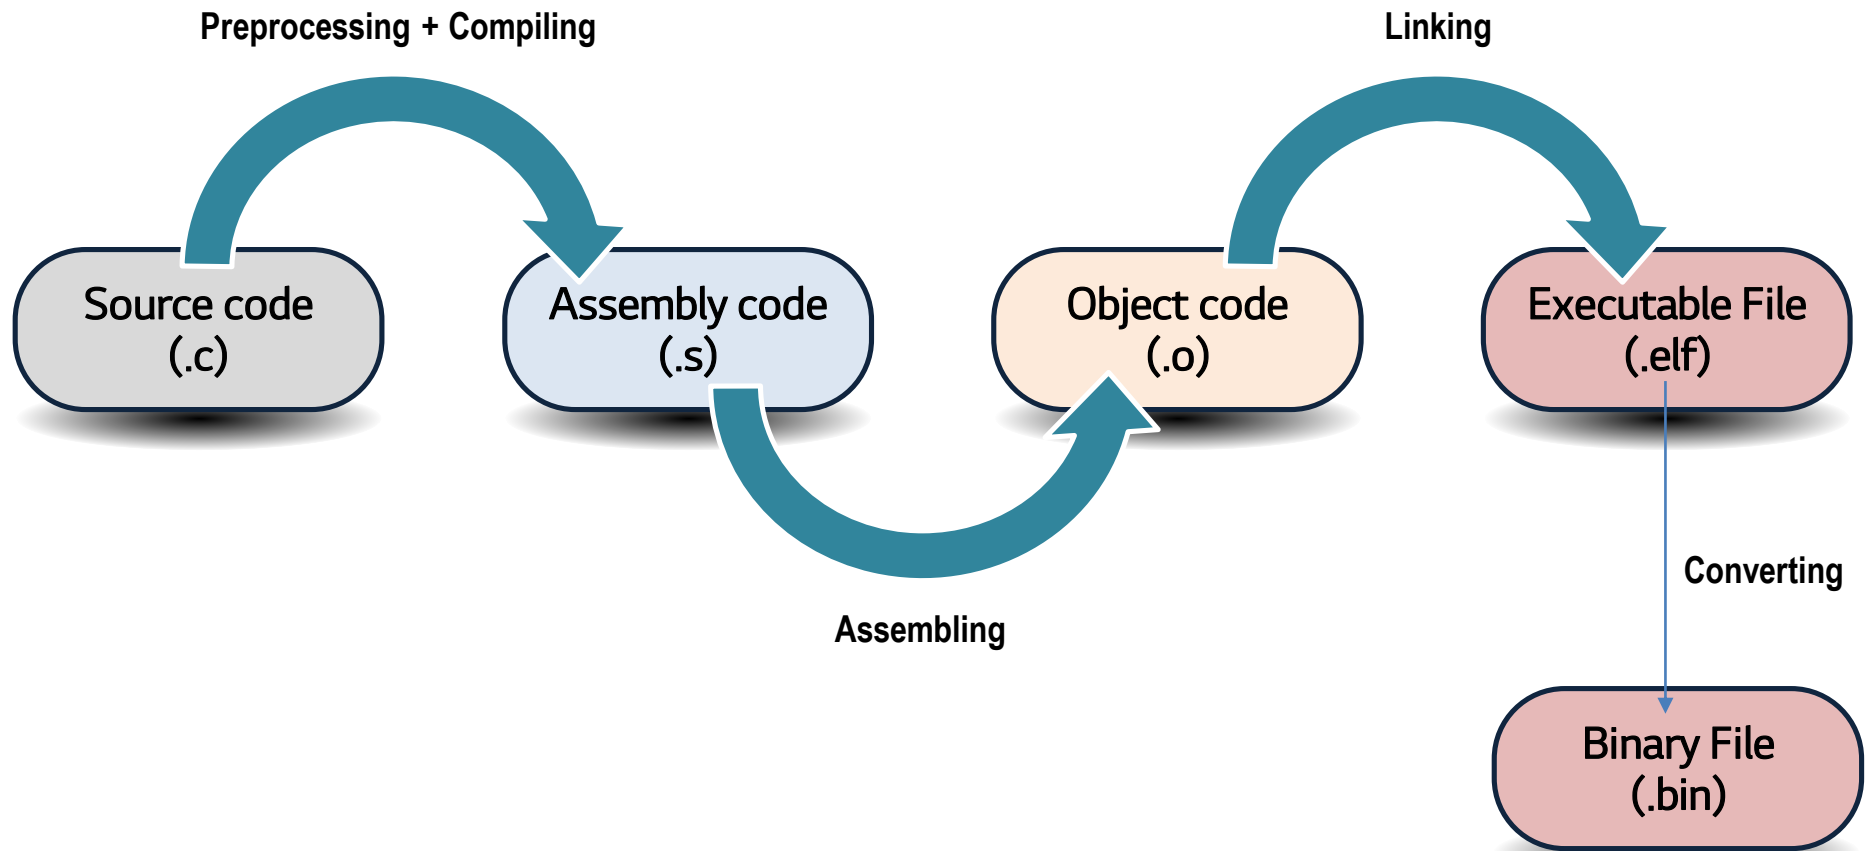 Preprocessing + Compiling
Linking
Source code
(.c)
Assembly code
(.s)
Object code
(.o)
Executable File
(.elf)
Converting
Assembling
Binary File
(.bin)